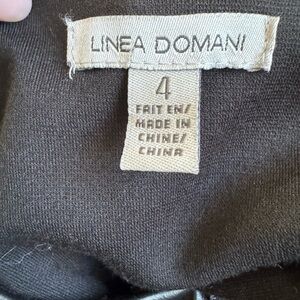 LINEA DOMANI
4
FAIT EN/
MADE IN
CHINE/
CHINA